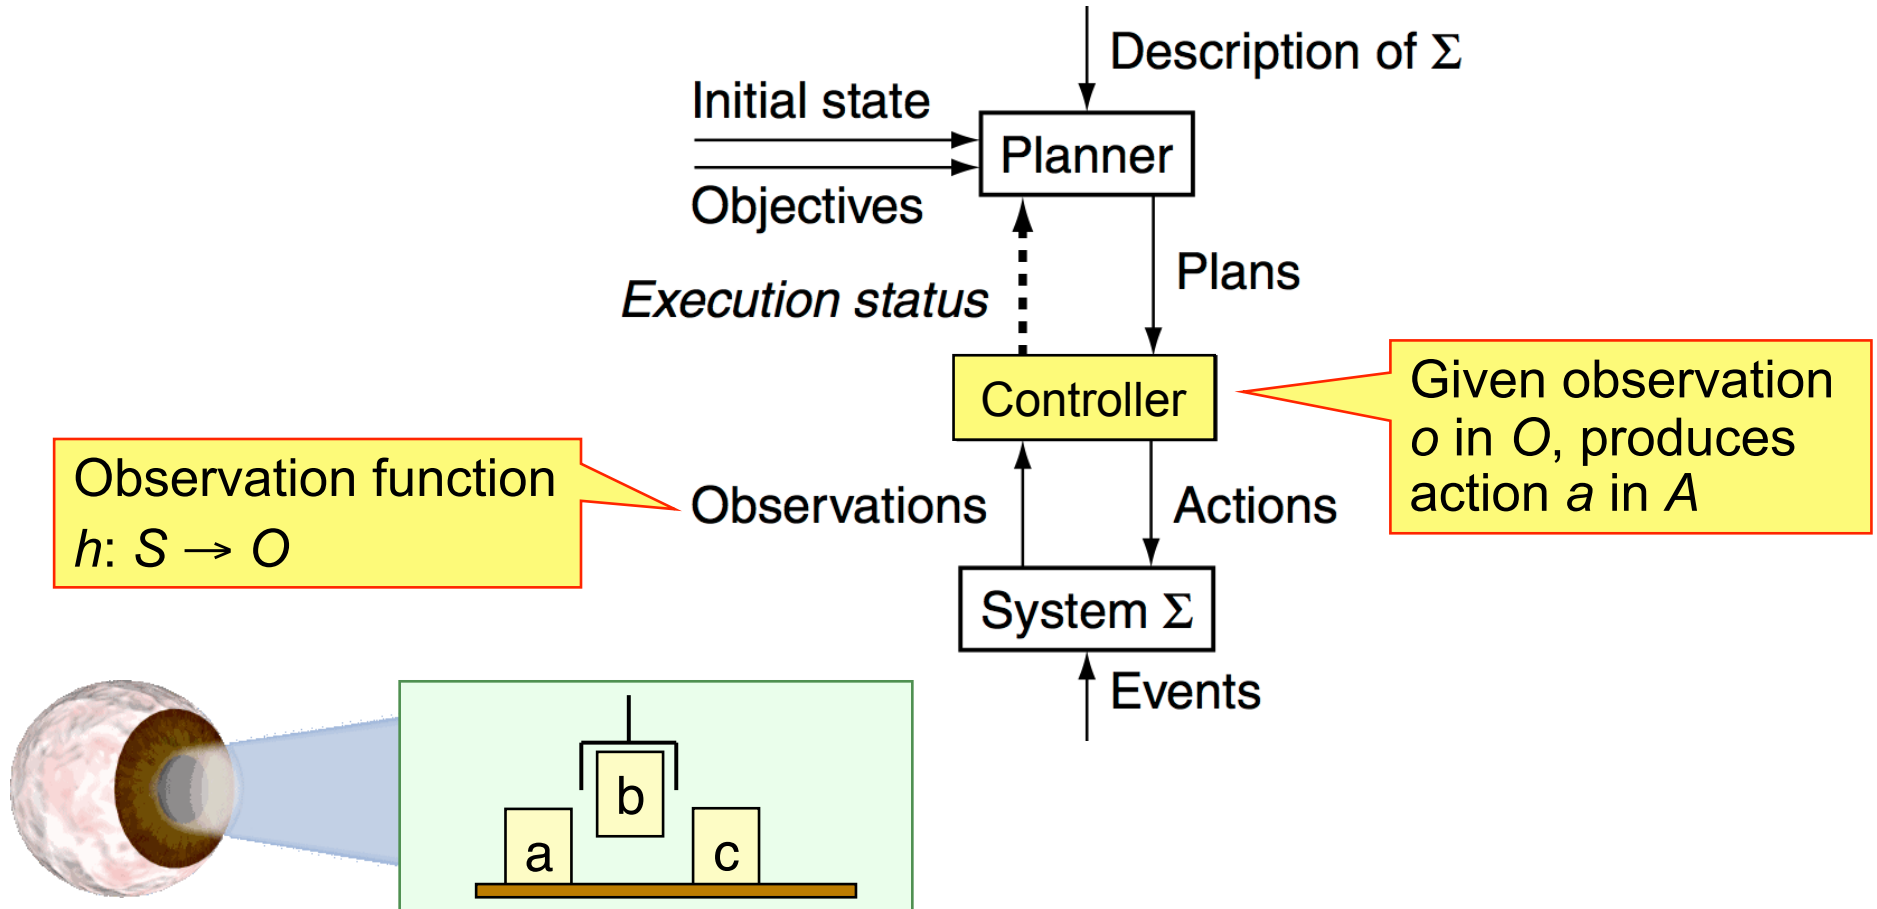 Description of Σ
Initial state
Planner
Objectives
Plans
Execution status
Controller
Given observation
o in O, produces
action a in A
Observation function
h: S → O
Observations
Actions
System Σ
Events
b
a
c